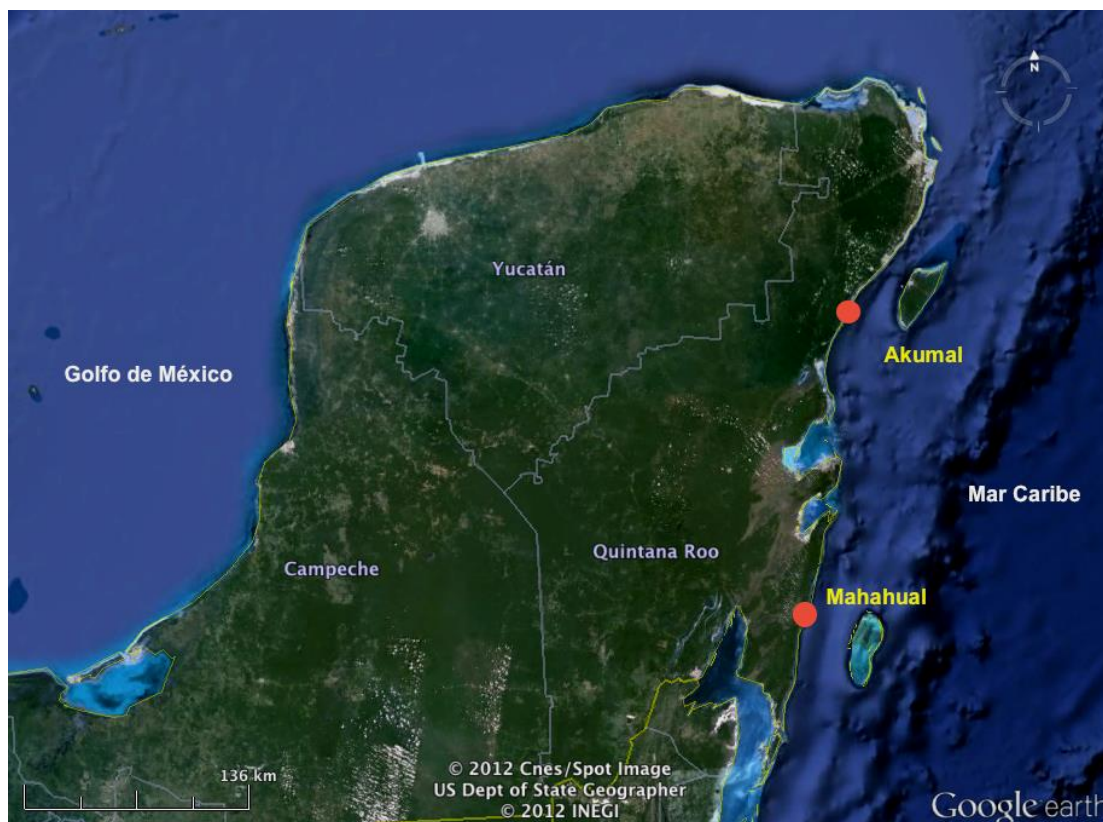 N
Yucatán
Golfo de México
Akumal
Mar Caribe
Quintana Roo
Campeche
Mahahual
136 km
© 2012 Cnes/Spot Image
US Dept of State Geographer
© 2012 INEGI
Google earth